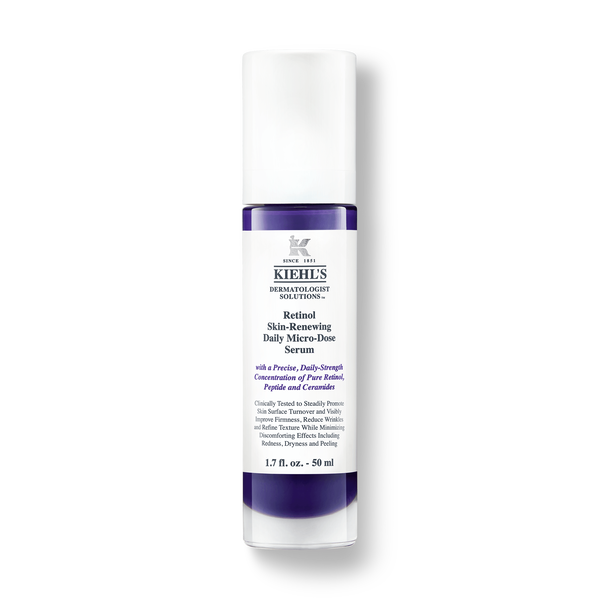 K
SINCE 1851
KIEHL'S
DERMATOLOGIST
SOLUTIONS™
Retinol
Skin-Renewing
Daily Micro-Dose
Serum
with a Precise, Daily-Strength
Concentration of Pure Retinol,
Peptide and Ceramides
Clinically Tested to Steadily Promote
Skin Surface Turnover and Visibly
Improve Firmness, Reduce Wrinkles
and Refine Texture While Minimizing
Discomforting Effects Including
Redness, Dryness and Peeling
1.7 fl. oz. - 50 ml